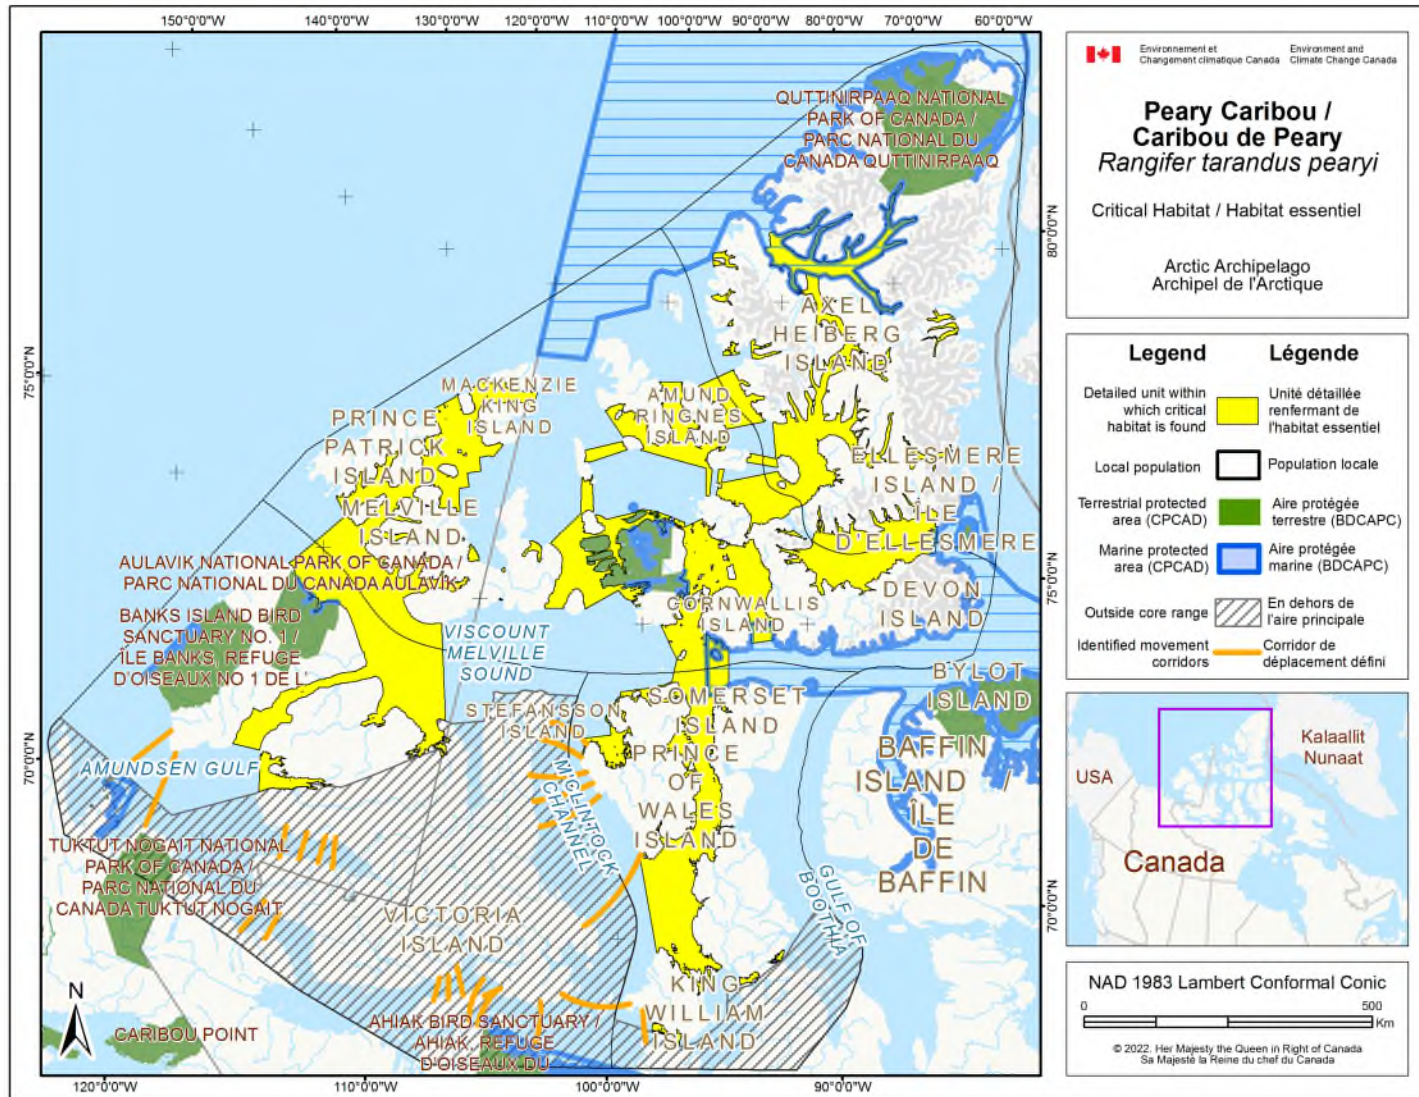 150°0'0"W
140°0'0"W
130°0'0"W
120°0'0"W
110°0'0"W
100°0'0"W
90°0'0"W
80°0'0"W
70°0'0"W
60°0'0"W
75°0'0"N
70°0'0"N
80°0'0"N
75°0'0"N
70°0'0"N
120°0'0"W
110°0'0"W
100°0'0"W
90°0'0"W
QUTTINIRPAAQ NATIONAL
PARK OF CANADA /
PARC NATIONAL DU
CANADA QUTTINIRPAAQ
AXEL
HEIBERG
ISLAND
MACKENZIE
KING
ISLAND
AMUND
RINGNES
ISLAND
PRINCE
PATRICK
ISLAND
MELVILLE
ISLAND
ELLESMERE
ISLAND /
ÎLE
D'ELLESMERE
AULAVIK NATIONAL PARK OF CANADA /
PARC NATIONAL DU CANADA AULAVIK
BANKS ISLAND BIRD
SANCTUARY NO. 1 /
ÎLE BANKS, REFUGE
D'OISEAUX NO 1 DE L'
CORNWALLIS
ISLAND
DEVON
ISLAND
VISCOUNT
MELVILLE
SOUND
BYLOT
ISLAND
STEFANSSON
ISLAND
SOMERSET
ISLAND
PRINCE
OF
WALES
ISLAND
BAFFIN
ISLAND /
ÎLE
DE
BAFFIN
AMUNDSEN GULF
M'CLINTOCK
CHANNEL
GULF OF
BOOTHIA
TUKTUT NOGAIT NATIONAL
PARK OF CANADA /
PARC NATIONAL DU
CANADA TUKTUT NOGAIT
VICTORIA
ISLAND
KING
WILLIAM
ISLAND
N
CARIBOU POINT
AHIAK BIRD SANCTUARY /
AHIAK, REFUGE
D'OISEAUX DU
Environnement et
Changement climatique Canada
Environment and
Climate Change Canada
Peary Caribou /
Caribou de Peary
Rangifer tarandus pearyi
Critical Habitat / Habitat essentiel
Arctic Archipelago
Archipel de l'Arctique
Legend Légende
Detailed unit within
which critical
habitat is found
Unité détaillée
renfermant de
l'habitat essentiel
Local population
Population locale
Terrestrial protected
area (CPCAD)
Aire protégée
terrestre (BDCAPC)
Marine protected
area (CPCAD)
Aire protégée
marine (BDCAPC)
Outside core range
En dehors de
l'aire principale
Identified movement
corridors
Corridor de
déplacement défini
USA
Kalaallit
Nunaat
Canada
NAD 1983 Lambert Conformal Conic
0 500
Km
© 2022. Her Majesty the Queen in Right of Canada
Sa Majesté la Reine du chef du Canada